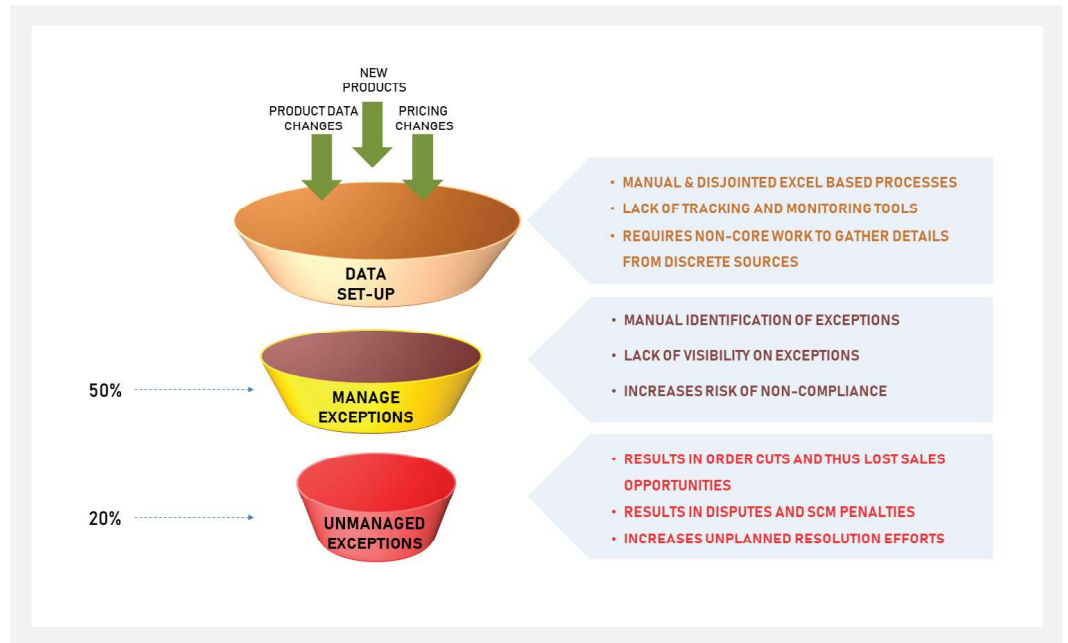 NEW
PRODUCTS
PRODUCT DATA
CHANGES
PRICING
CHANGES
DATA
SET-UP
• MANUAL & DISJOINTED EXCEL BASED PROCESSES
• LACK OF TRACKING AND MONITORING TOOLS
• REQUIRES NON-CORE WORK TO GATHER DETAILS
FROM DISCRETE SOURCES
50%
MANAGE
EXCEPTIONS
• MANUAL IDENTIFICATION OF EXCEPTIONS
• LACK OF VISIBILITY ON EXCEPTIONS
• INCREASES RISK OF NON-COMPLIANCE
20%
UNMANAGED
EXCEPTIONS
• RESULTS IN ORDER CUTS AND THUS LOST SALES
OPPORTUNITIES
• RESULTS IN DISPUTES AND SCM PENALTIES
• INCREASES UNPLANNED RESOLUTION EFFORTS